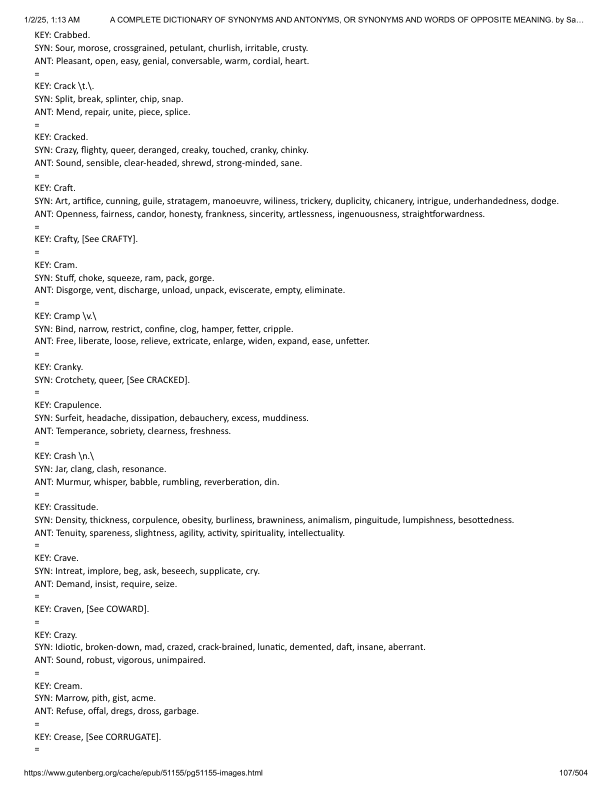 1/2/25, 1:13 AM A COMPLETE DICTIONARY OF SYNONYMS AND ANTONYMS, OR SYNONYMS AND WORDS OF OPPOSITE MEANING. by Sa…
KEY: Crabbed.
SYN: Sour, morose, crossgrained, petulant, churlish, irritable, crusty.
ANT: Pleasant, open, easy, genial, conversable, warm, cordial, heart.
=
KEY: Crack \t.\.
SYN: Split, break, splinter, chip, snap.
ANT: Mend, repair, unite, piece, splice.
=
KEY: Cracked.
SYN: Crazy, flighty, queer, deranged, creaky, touched, cranky, chinky.
ANT: Sound, sensible, clear-headed, shrewd, strong-minded, sane.
=
KEY: Craft.
SYN: Art, artifice, cunning, guile, stratagem, manoeuvre, wiliness, trickery, duplicity, chicanery, intrigue, underhandedness, dodge.
ANT: Openness, fairness, candor, honesty, frankness, sincerity, artlessness, ingenuousness, straightforwardness.
=
KEY: Crafty, [See CRAFTY].
=
KEY: Cram.
SYN: Stuff, choke, squeeze, ram, pack, gorge.
ANT: Disgorge, vent, discharge, unload, unpack, eviscerate, empty, eliminate.
=
KEY: Cramp \v.\
SYN: Bind, narrow, restrict, confine, clog, hamper, fetter, cripple.
ANT: Free, liberate, loose, relieve, extricate, enlarge, widen, expand, ease, unfetter.
=
KEY: Cranky.
SYN: Crotchety, queer, [See CRACKED].
=
KEY: Crapulence.
SYN: Surfeit, headache, dissipation, debauchery, excess, muddiness.
ANT: Temperance, sobriety, clearness, freshness.
=
KEY: Crash \n.\
SYN: Jar, clang, clash, resonance.
ANT: Murmur, whisper, babble, rumbling, reverberation, din.
=
KEY: Crassitude.
SYN: Density, thickness, corpulence, obesity, burliness, brawniness, animalism, pinguitude, lumpishness, besottedness.
ANT: Tenuity, spareness, slightness, agility, activity, spirituality, intellectuality.
=
KEY: Crave.
SYN: Intreat, implore, beg, ask, beseech, supplicate, cry.
ANT: Demand, insist, require, seize.
=
KEY: Craven, [See COWARD].
=
KEY: Crazy.
SYN: Idiotic, broken-down, mad, crazed, crack-brained, lunatic, demented, daft, insane, aberrant.
ANT: Sound, robust, vigorous, unimpaired.
=
KEY: Cream.
SYN: Marrow, pith, gist, acme.
ANT: Refuse, offal, dregs, dross, garbage.
=
KEY: Crease, [See CORRUGATE].
=
https://www.gutenberg.org/cache/epub/51155/pg51155-images.html 107/504